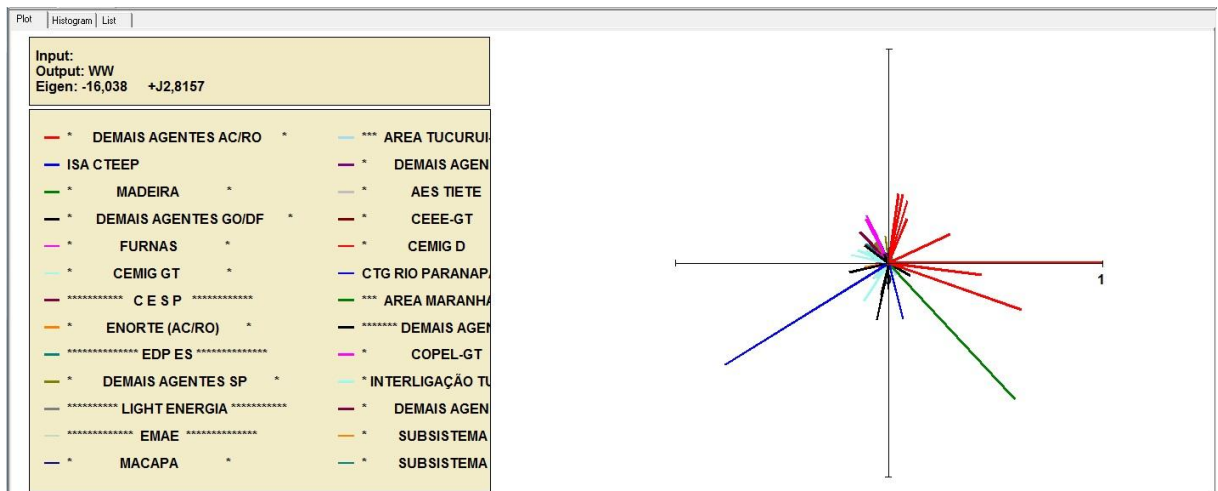 Plot Histogram List
Input:
Output: WW
Eigen: -16,038 +J2,8157
* DEMAIS AGENTES AC/RO *
ISA CTEEP
* MADEIRA *
* DEMAIS AGENTES GO/DF *
* FURNAS *
* CEMIG GT *
*********** C E S P ************
* ENORTE (AC/RO) *
************** EDP ES **************
* DEMAIS AGENTES SP *
********** LIGHT ENERGIA ***********
************* EMAE **************
* MACAPA *
*** AREA TUCURUI-
* DEMAIS AGEN
* AES TIETE
* CEEE-GT
* CEMIG D
* CTG RIO PARANAPA
*** AREA MARANHA
******* DEMAIS AGEN
* COPEL-GT
* INTERLIGAÇÃO TU
* DEMAIS AGEN
* SUBSISTEMA
* SUBSISTEMA
1